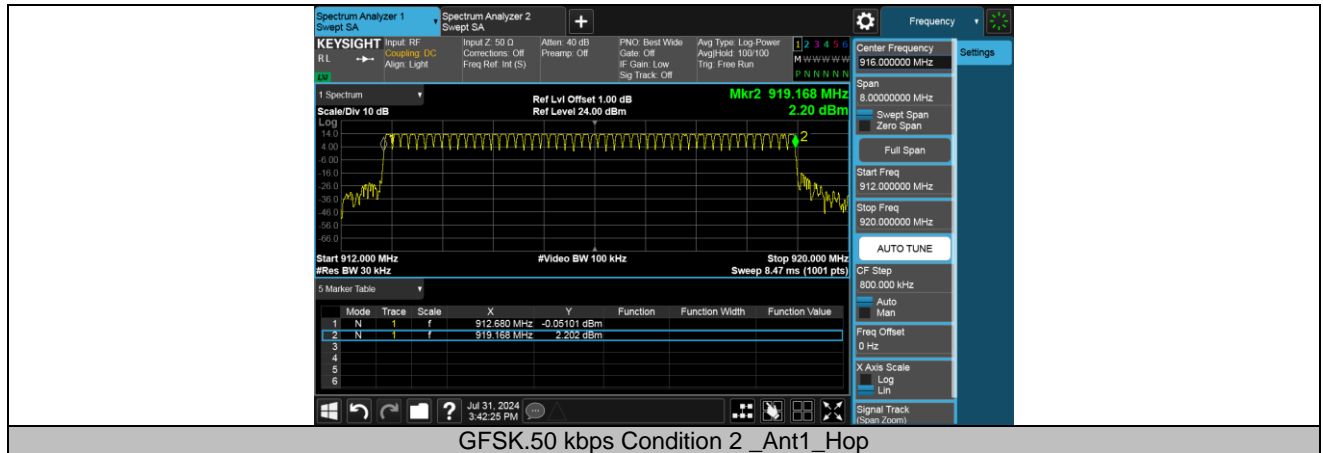 Spectrum Analyzer 1
Swept SA
Spectrum Analyzer 2
Swept SA
Frequency
KEYSIGHT
RL
LXI
Input: RF
Coupling: DC
Align: Light
Input Z: 50 Ω
Corrections: Off
Freq Ref: Int (S)
Atten: 40 dB
Preamp: Off
PNO: Best Wide
Gate: Off
IF Gain: Low
Sig Track: Off
Avg Type: Log-Power
Avg|Hold: 100/100
Trig: Free Run
1 2 3 4 5 6
M W W W W W
P N N N N N
1 Spectrum
Scale/Div 10 dB
Ref Lvl Offset 1.00 dB
Ref Level 24.00 dBm
Mkr2 919.168 MHz
2.20 dBm
Log
14.0
4.00
-6.00
-16.0
-26.0
-36.0
-46.0
-56.0
-66.0
2
Start 912.000 MHz
#Res BW 30 kHz
#Video BW 100 kHz
Stop 920.000 MHz
Sweep 8.47 ms (1001 pts)
5 Marker Table
Mode Trace Scale X Y Function Function Width Function Value
1 N 1 f 912.680 MHz -0.05101 dBm
2 N 1 f 919.168 MHz 2.202 dBm
3
4
5
6
Jul 31, 2024
3:42:25 PM
Center Frequency
916.000000 MHz
Settings
Span
8.00000000 MHz
Swept Span
Zero Span
Full Span
Start Freq
912.000000 MHz
Stop Freq
920.000000 MHz
AUTO TUNE
CF Step
800.000 kHz
Auto
Man
Freq Offset
0 Hz
X Axis Scale
Log
Lin
Signal Track
(Span Zoom)
GFSK.50 kbps Condition 2 _Ant1_Hop